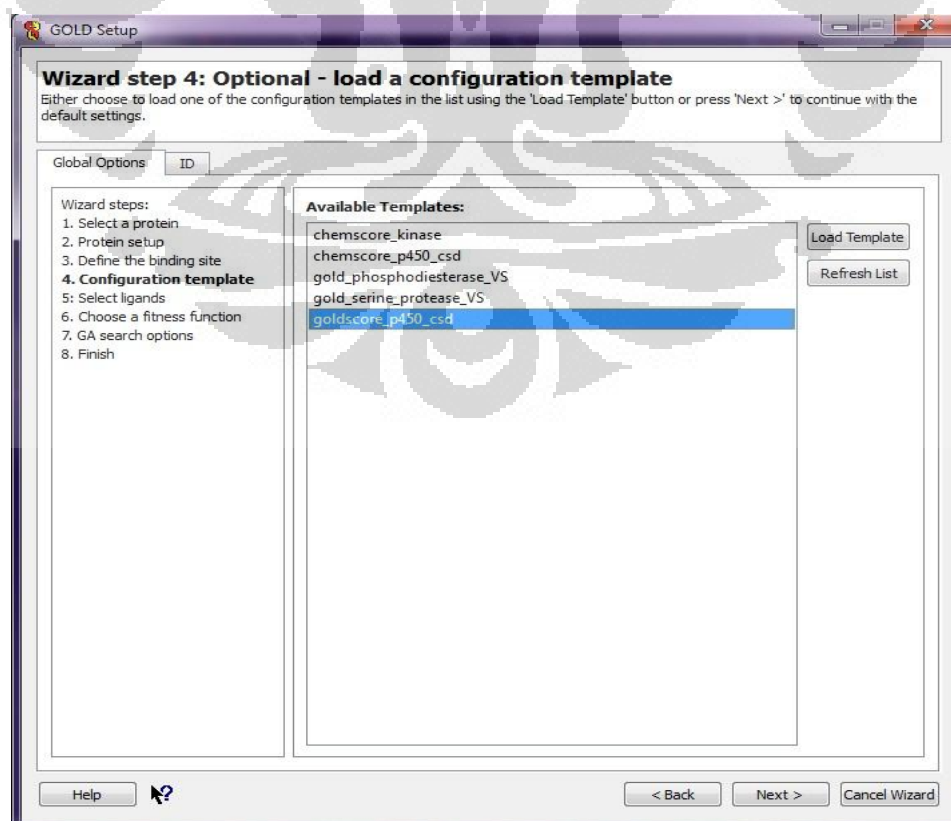 GOLD Setup
Wizard step 4: Optional - load a configuration template
Either choose to load one of the configuration templates in the list using the 'Load Template' button or press 'Next >' to continue with the
default settings.
Global Options
ID
Wizard steps:
1. Select a protein
2. Protein setup
3. Define the binding site
4. Configuration template
5: Select ligands
6. Choose a fitness function
7. GA search options
8. Finish
Available Templates:
chemscore_kinase
chemscore_p450_csd
gold_phosphodiesterase_VS
gold_serine_protease_VS
goldscore_p450_csd
Load Template
Refresh List
Help
?
< Back
Next >
Cancel Wizard